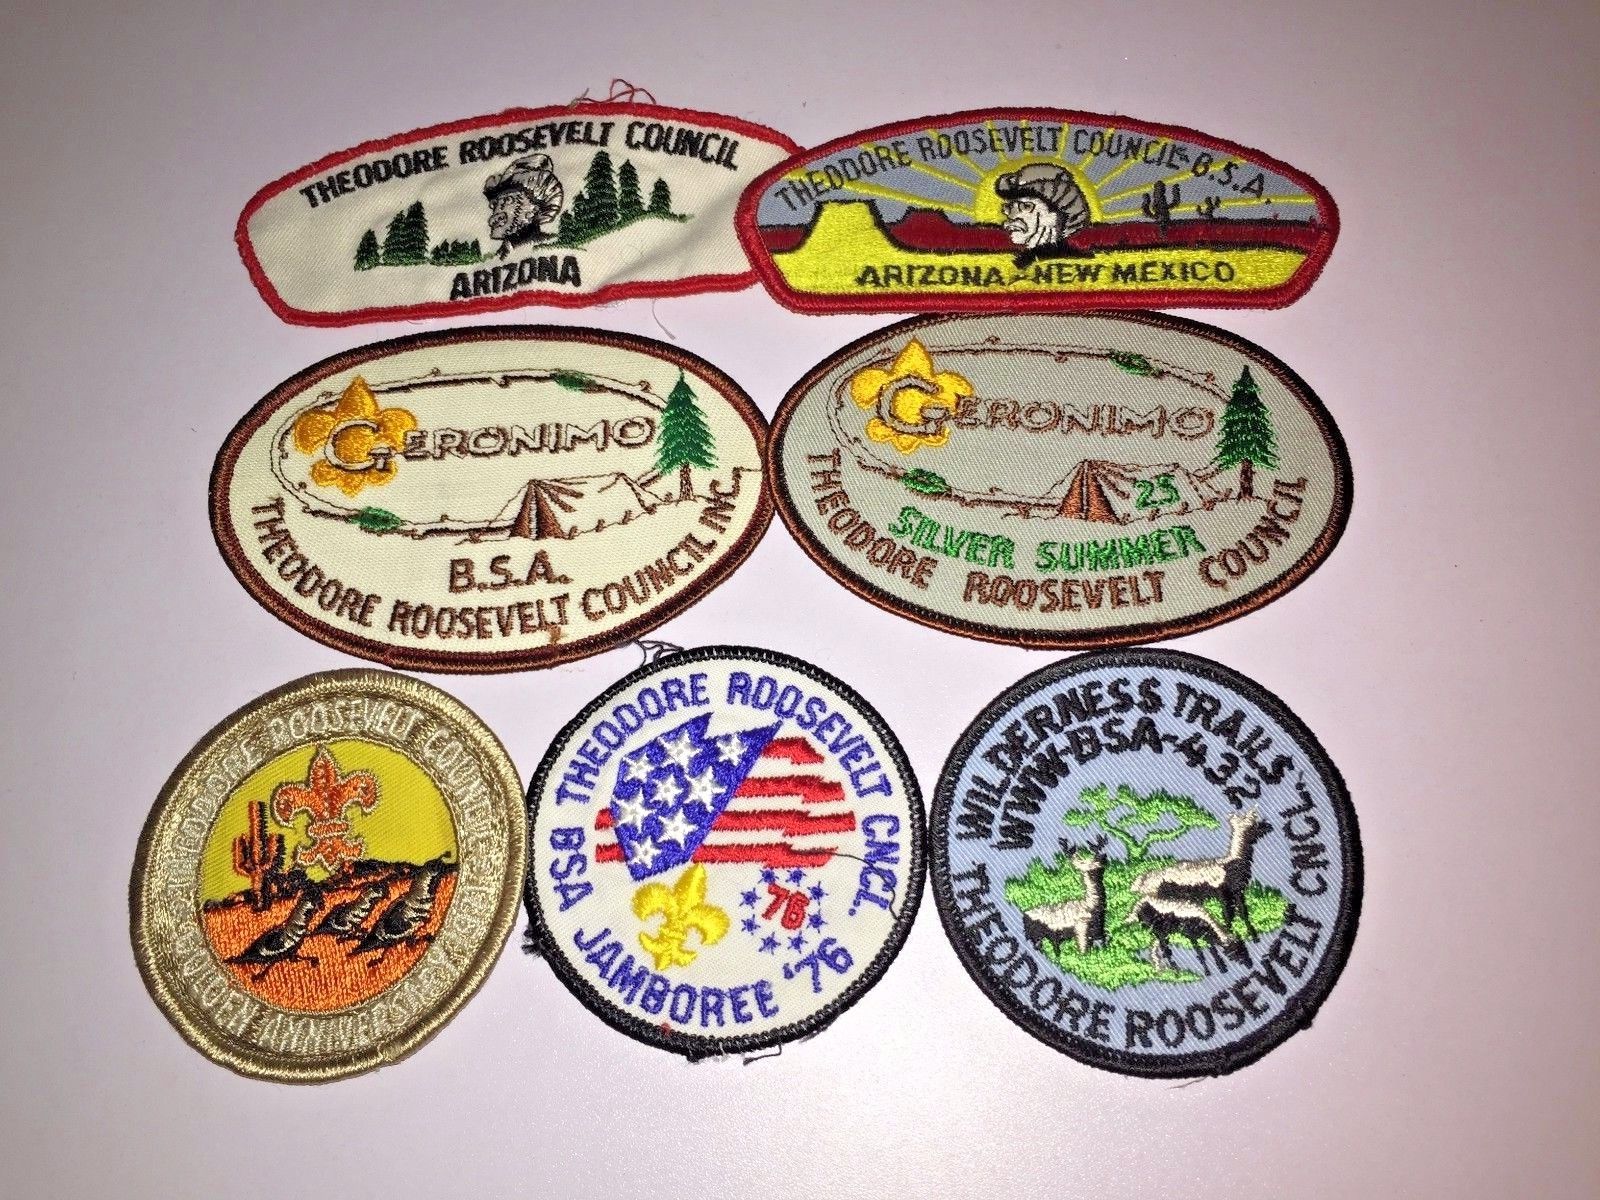 THEODORE ROOSEVELT COUNCIL
ARIZONA
THEODORE ROOSEVELT COUNCIL-B.S.A.
ARIZONA-NEW MEXICO
GERONIMO
B.S.A.
THEODORE ROOSEVELT COUNCIL INC.
GERONIMO
25
SILVER SUMMER
THEODORE ROOSEVELT COUNCIL
THEODORE ROOSEVELT COUNCIL
GOLDEN ANNIVERSARY
THEODORE ROOSEVELT CNCL.
76
BSA JAMBOREE '76
WILDERNESS TRAILS
WWW-BSA-432
THEODORE ROOSEVELT CNCL.